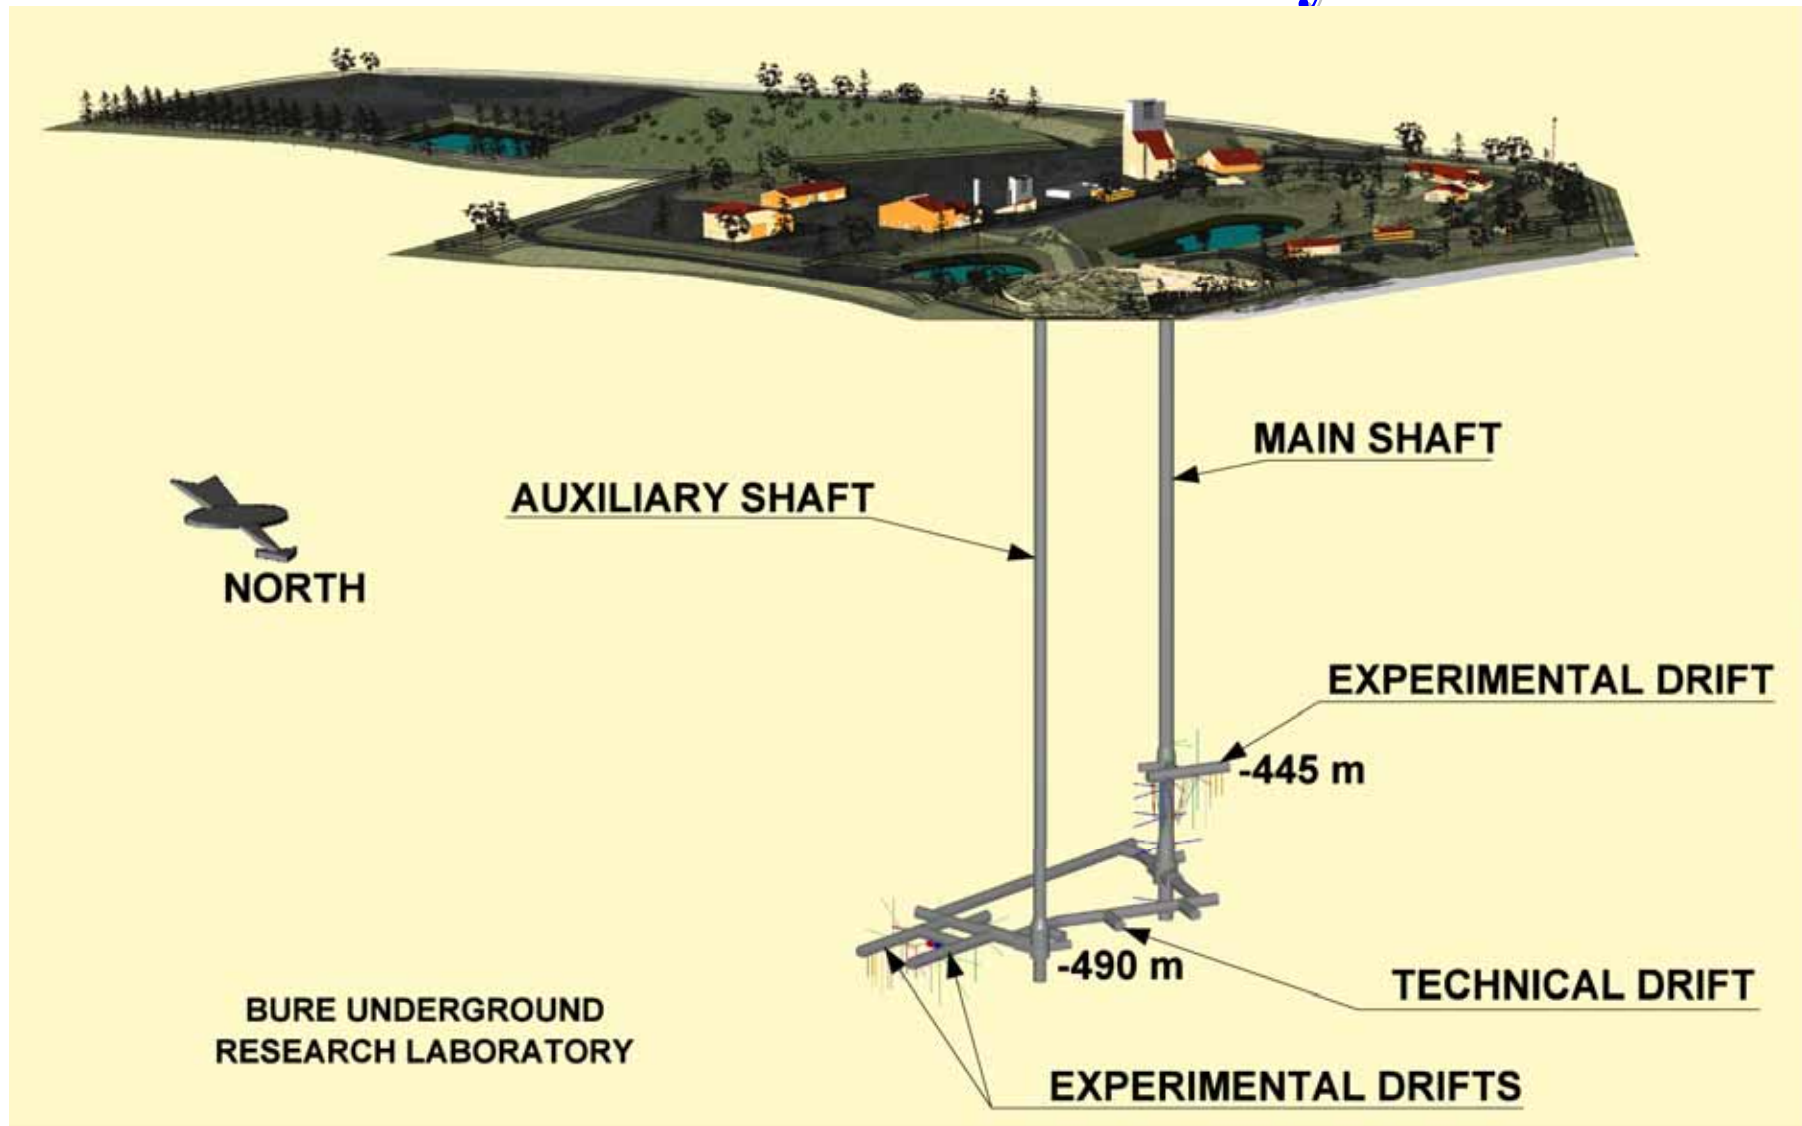 MAIN SHAFT
AUXILIARY SHAFT
NORTH
EXPERIMENTAL DRIFT
-445 m
-490 m
TECHNICAL DRIFT
BURE UNDERGROUND
RESEARCH LABORATORY
EXPERIMENTAL DRIFTS